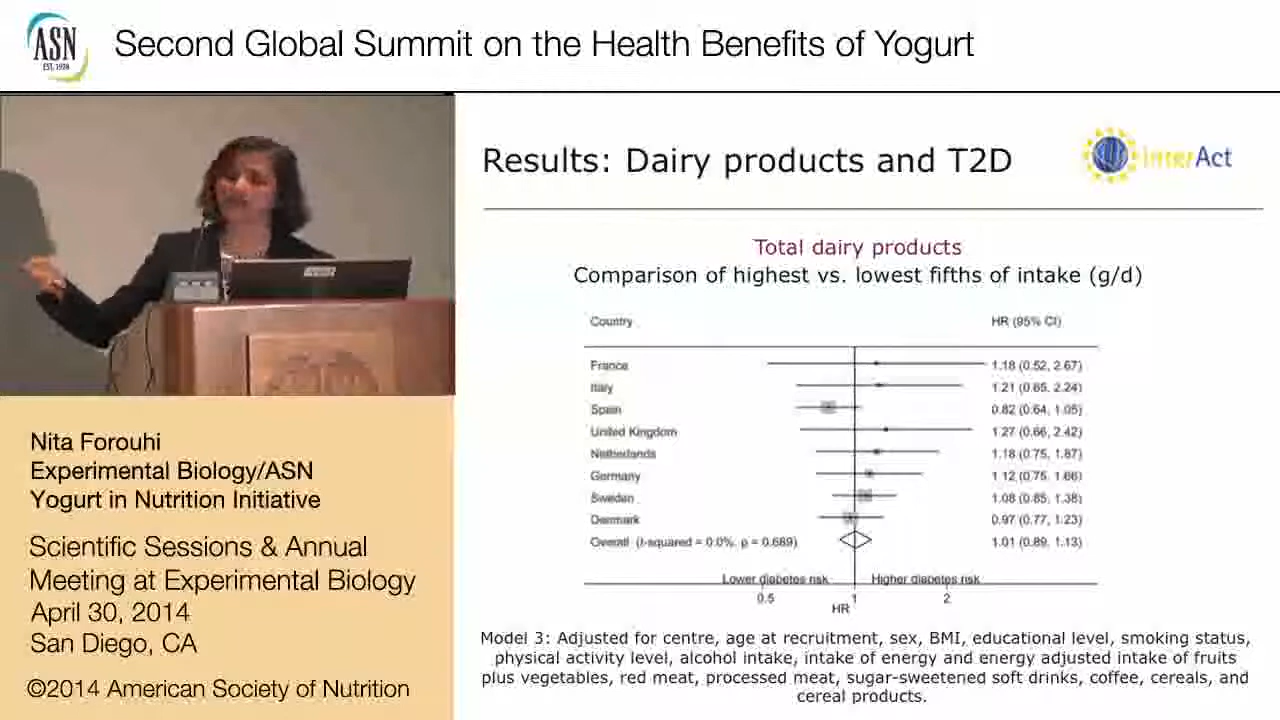 ASN
EST. 1928
Second Global Summit on the Health Benefits of Yogurt
Results: Dairy products and T2D
InterAct
Total dairy products
Comparison of highest vs. lowest fifths of intake (g/d)
Country HR (95% CI)
France 1.18 (0.52, 2.67)
Italy 1.21 (0.65, 2.24)
Spain 0.82 (0.64, 1.05)
United Kingdom 1.27 (0.66, 2.42)
Netherlands 1.18 (0.75, 1.87)
Germany 1.12 (0.75, 1.66)
Sweden 1.08 (0.85, 1.38)
Denmark 0.97 (0.77, 1.23)
Overall (I-squared = 0.0%, p = 0.689) 1.01 (0.89, 1.13)
Lower diabetes risk Higher diabetes risk
0.5 1 2
HR
Model 3: Adjusted for centre, age at recruitment, sex, BMI, educational level, smoking status,
physical activity level, alcohol intake, intake of energy and energy adjusted intake of fruits
plus vegetables, red meat, processed meat, sugar-sweetened soft drinks, coffee, cereals, and
cereal products.
Nita Forouhi
Experimental Biology/ASN
Yogurt in Nutrition Initiative
Scientific Sessions & Annual
Meeting at Experimental Biology
April 30, 2014
San Diego, CA
©2014 American Society of Nutrition